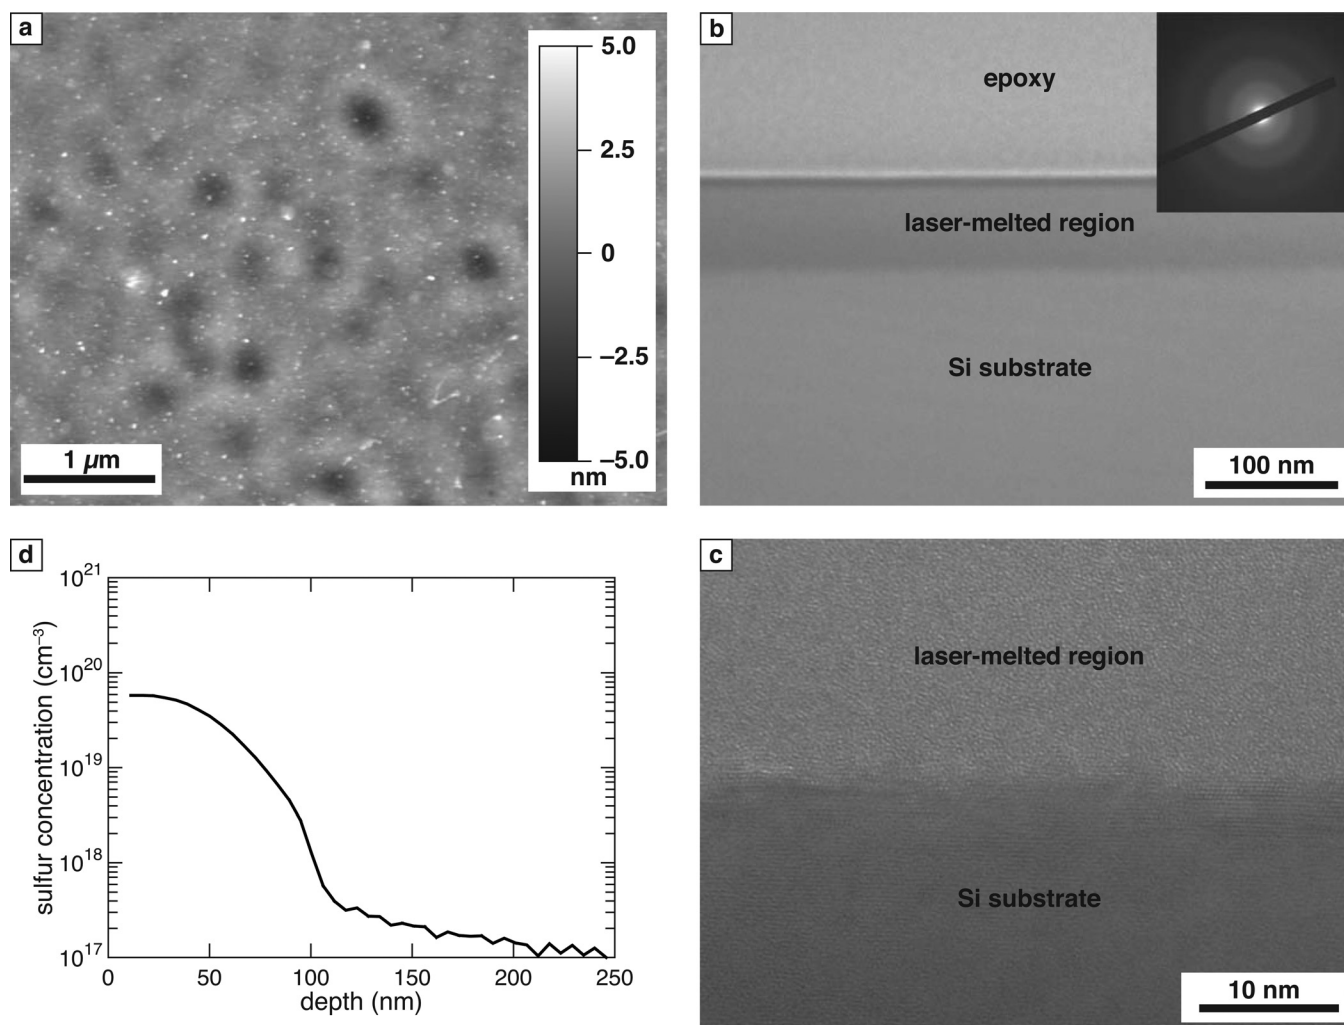 a
5.0
2.5
0
−2.5
−5.0
nm
1 µm
b
epoxy
laser-melted region
Si substrate
100 nm
d
10²¹
10²⁰
10¹⁹
10¹⁸
10¹⁷
sulfur concentration (cm⁻³)
0 50 100 150 200 250
depth (nm)
c
laser-melted region
Si substrate
10 nm